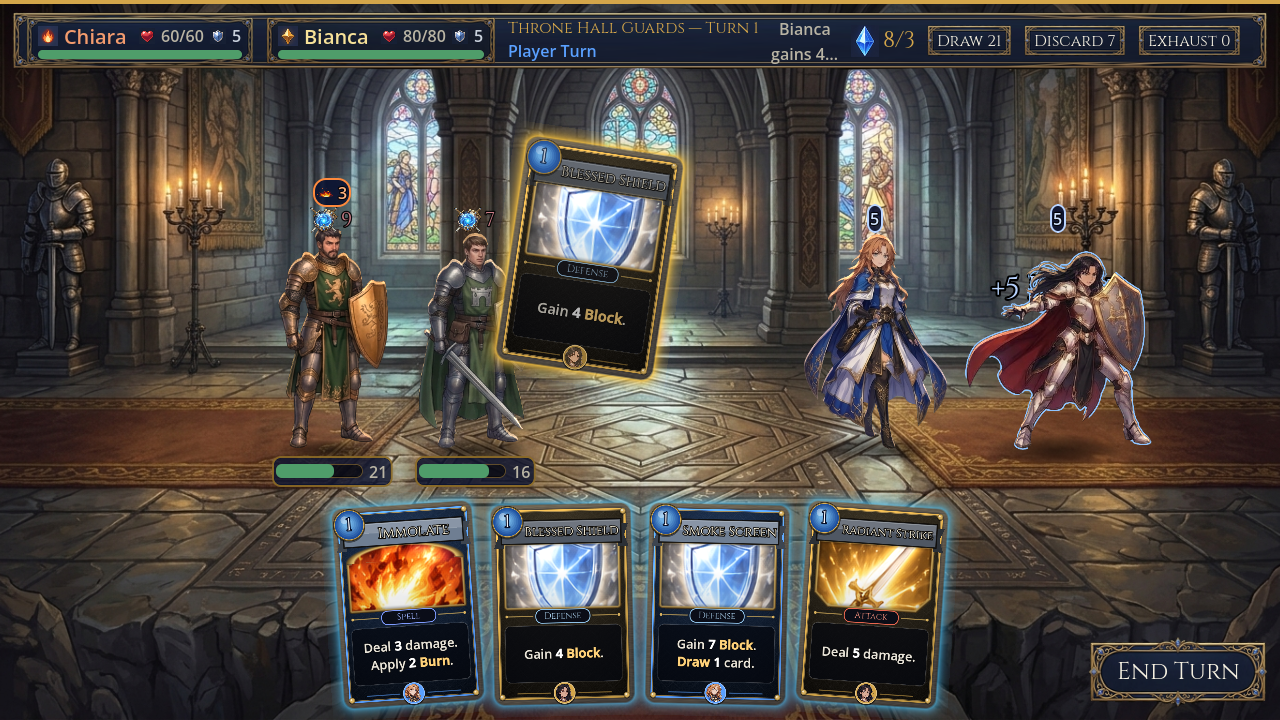 Chiara 60/60 5
Bianca 80/80 5
THRONE HALL GUARDS — TURN 1
Player Turn
Bianca
gains 4...
8/3
DRAW 21
DISCARD 7
EXHAUST 0
1
BLESSED SHIELD
DEFENSE
Gain 4 Block.
3
9
7
5
5
+5
21
16
1
IMMOLATE
SPELL
Deal 3 damage.
Apply 2 Burn.
1
BLESSED SHIELD
DEFENSE
Gain 4 Block.
1
SMOKE SCREEN
DEFENSE
Gain 7 Block.
Draw 1 card.
1
RADIANT STRIKE
ATTACK
Deal 5 damage.
END TURN